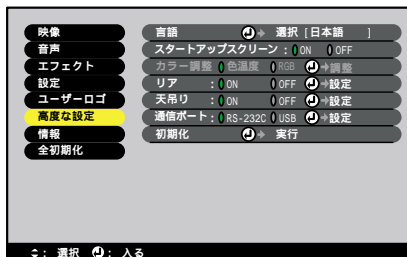 映像
音声
エフェクト
設定
ユーザーロゴ
高度な設定
情報
全初期化
言語 選択 [日本語 ]
スタートアップスクリーン : ON OFF
カラー調整 色温度 RGB 調整
リア : ON OFF 設定
天吊り : ON OFF 設定
通信ポート : RS-232C USB 設定
初期化 実行
: 選択 : 入る